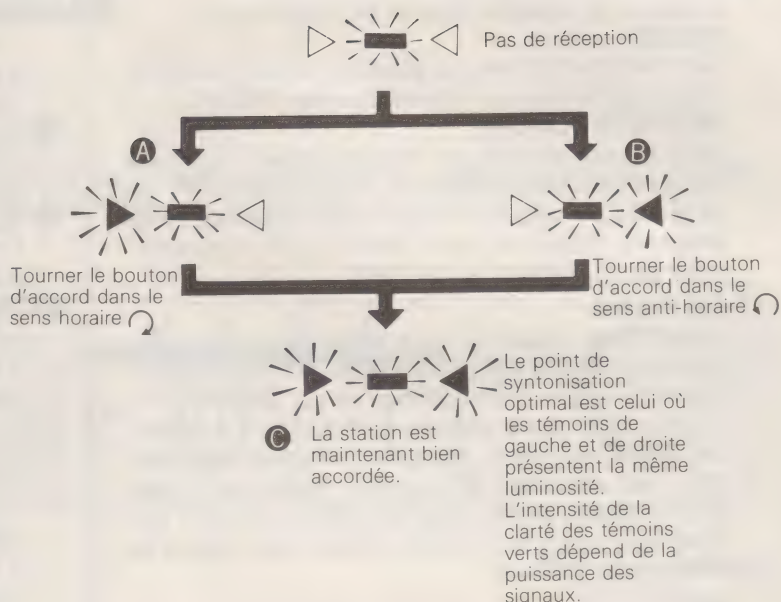 Pas de réception
A
B
Tourner le bouton
d'accord dans le
sens horaire
Tourner le bouton
d'accord dans le
sens anti-horaire
C
La station est
maintenant bien
accordée.
Le point de
syntonisation
optimal est celui où
les témoins de
gauche et de droite
présentent la même
luminosité.
L'intensité de la
clarté des témoins
verts dépend de la
puissance des
signaux.